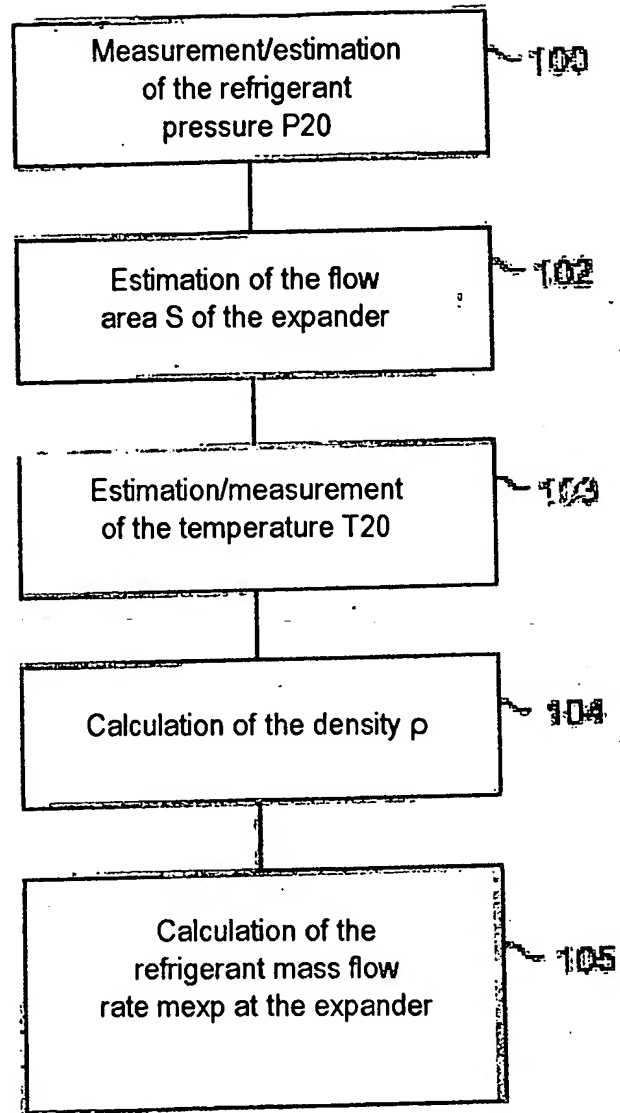 Measurement/estimation
of the refrigerant
pressure P20
100
Estimation of the flow
area S of the expander
102
Estimation/measurement
of the temperature T20
103
Calculation of the density ρ
104
Calculation of the
refrigerant mass flow
rate mexp at the expander
105